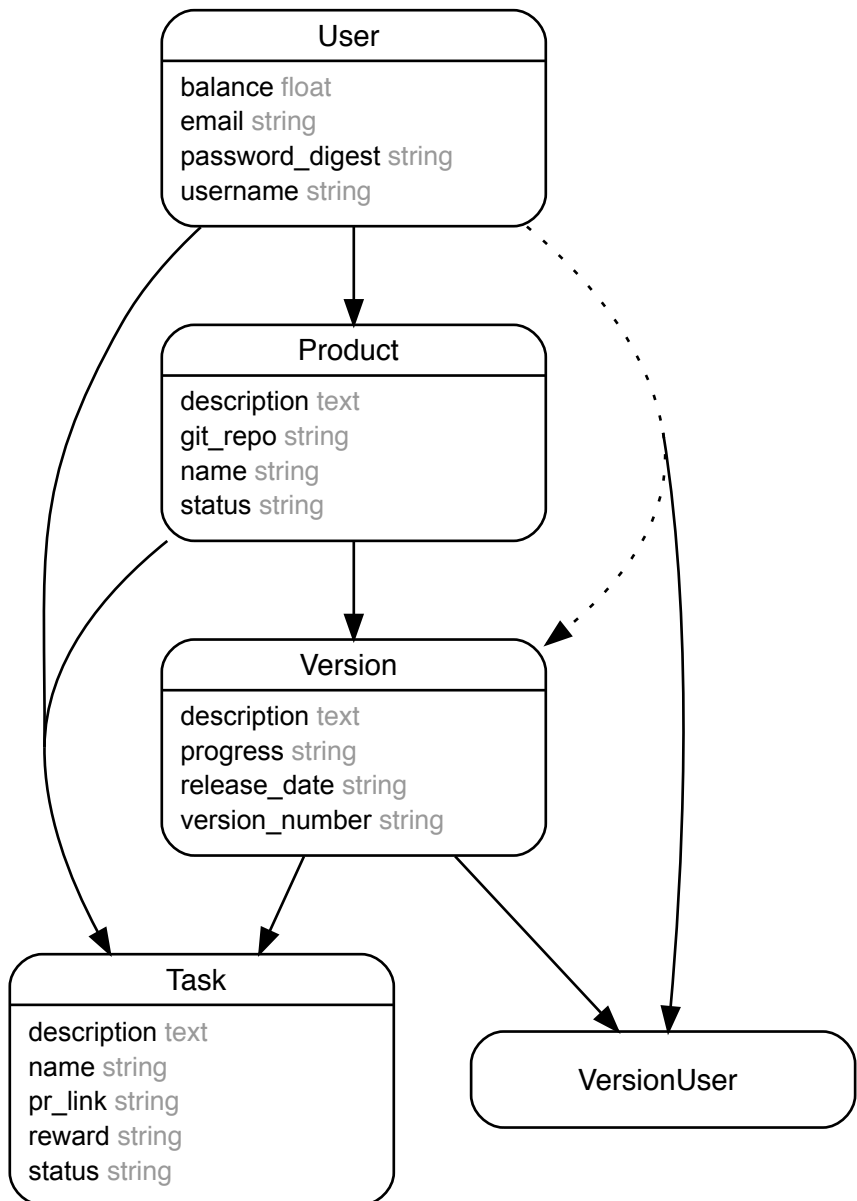 User
balance float
email string
password_digest string
username string
Product
description text
git_repo string
name string
status string
Version
description text
progress string
release_date string
version_number string
Task
description text
name string
pr_link string
reward string
status string
VersionUser